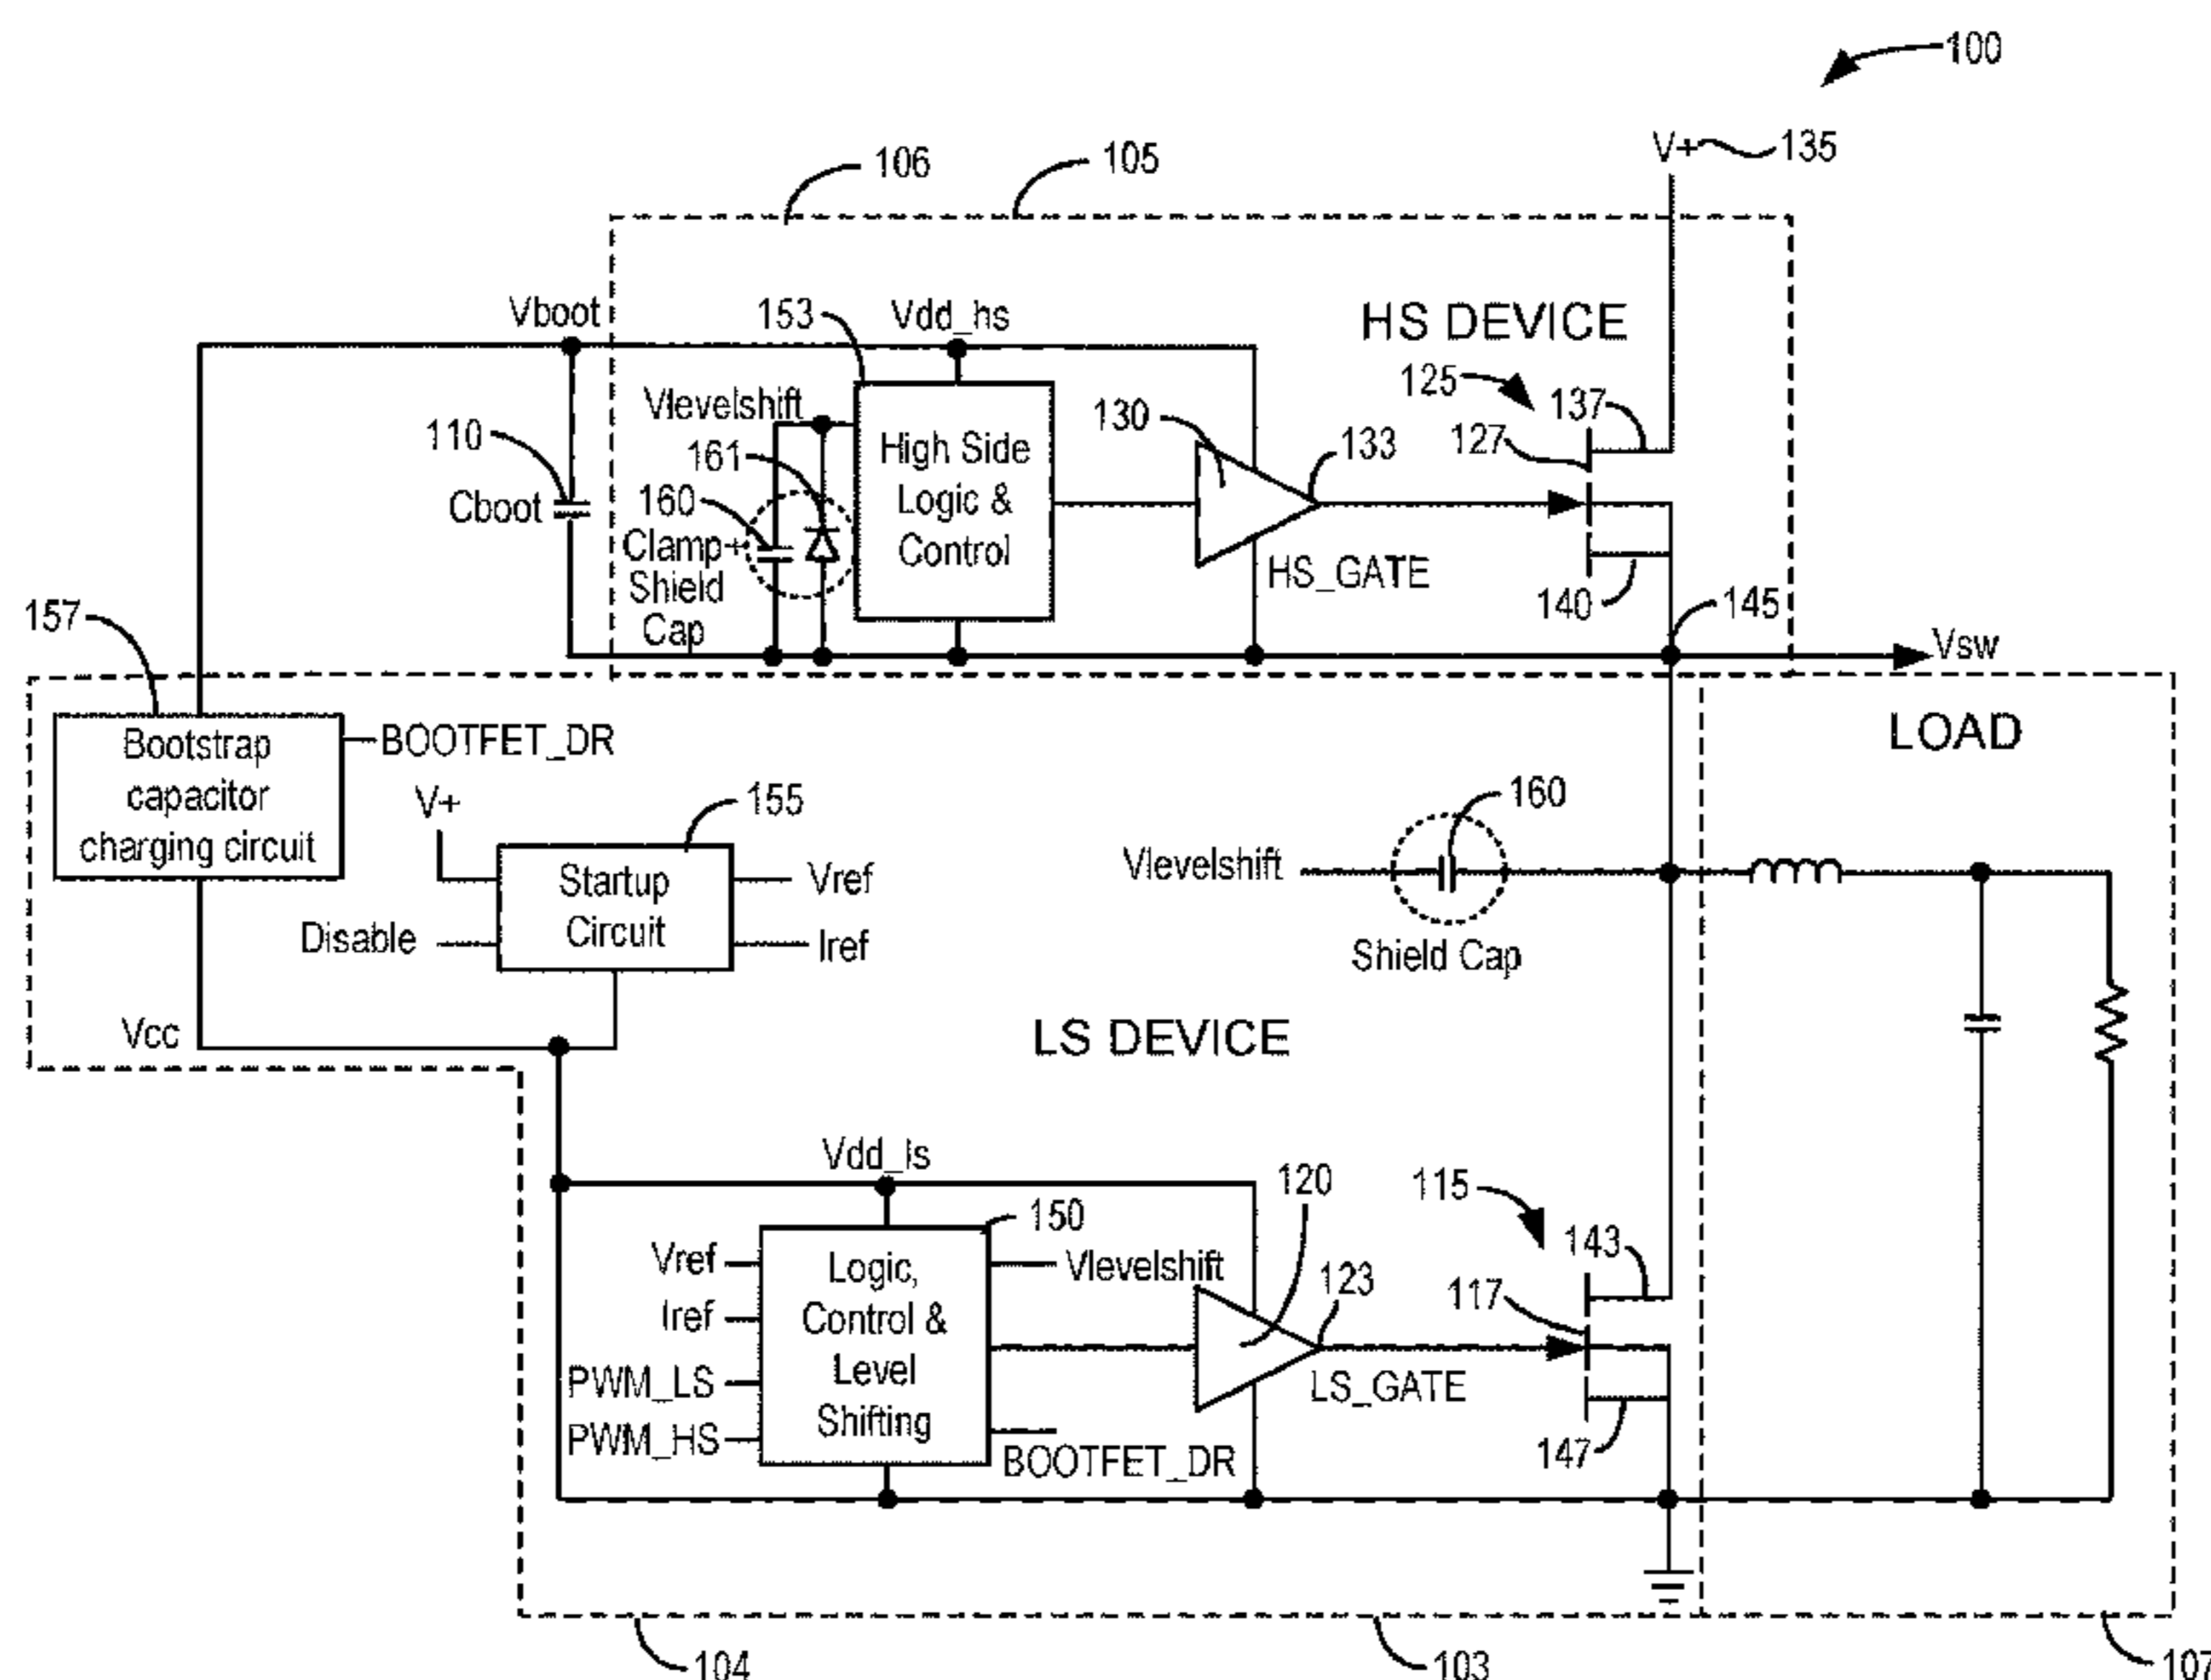 100
V+
135
106
105
Vboot
153
Vdd_hs
HS DEVICE
125
137
Vlevelshift
110
161
High Side
Logic &
Control
130
133
127
160
Cboot
Clamp+
Shield
Cap
HS_GATE
140
145
157
Vsw
Bootstrap
capacitor
charging circuit
BOOTFET_DR
LOAD
V+
155
160
Startup
Circuit
Vref
Vlevelshift
Disable
Iref
Shield Cap
Vcc
LS DEVICE
Vdd_ls
120
115
150
143
Vref
Logic,
Control &
Level
Shifting
Vlevelshift
123
117
Iref
PWM_LS
LS_GATE
PWM_HS
BOOTFET_DR
147
104
103
107